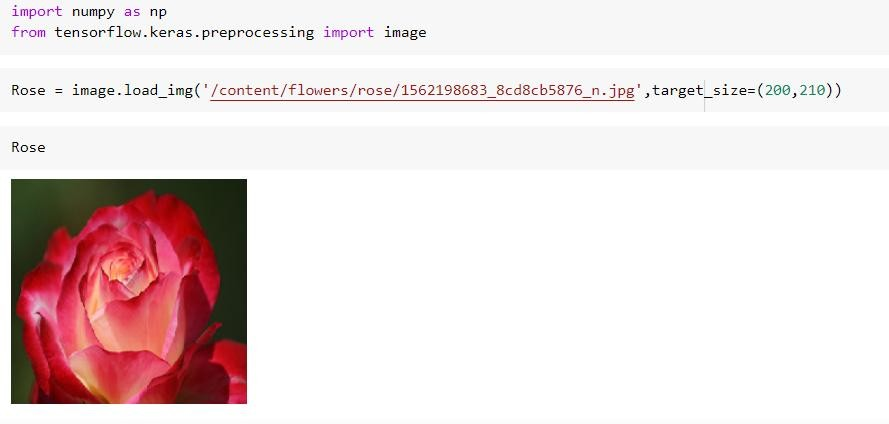 import numpy as np
from tensorflow.keras.preprocessing import image
Rose = image.load_img('/content/flowers/rose/1562198683_8cd8cb5876_n.jpg',target_size=(200,210))
Rose